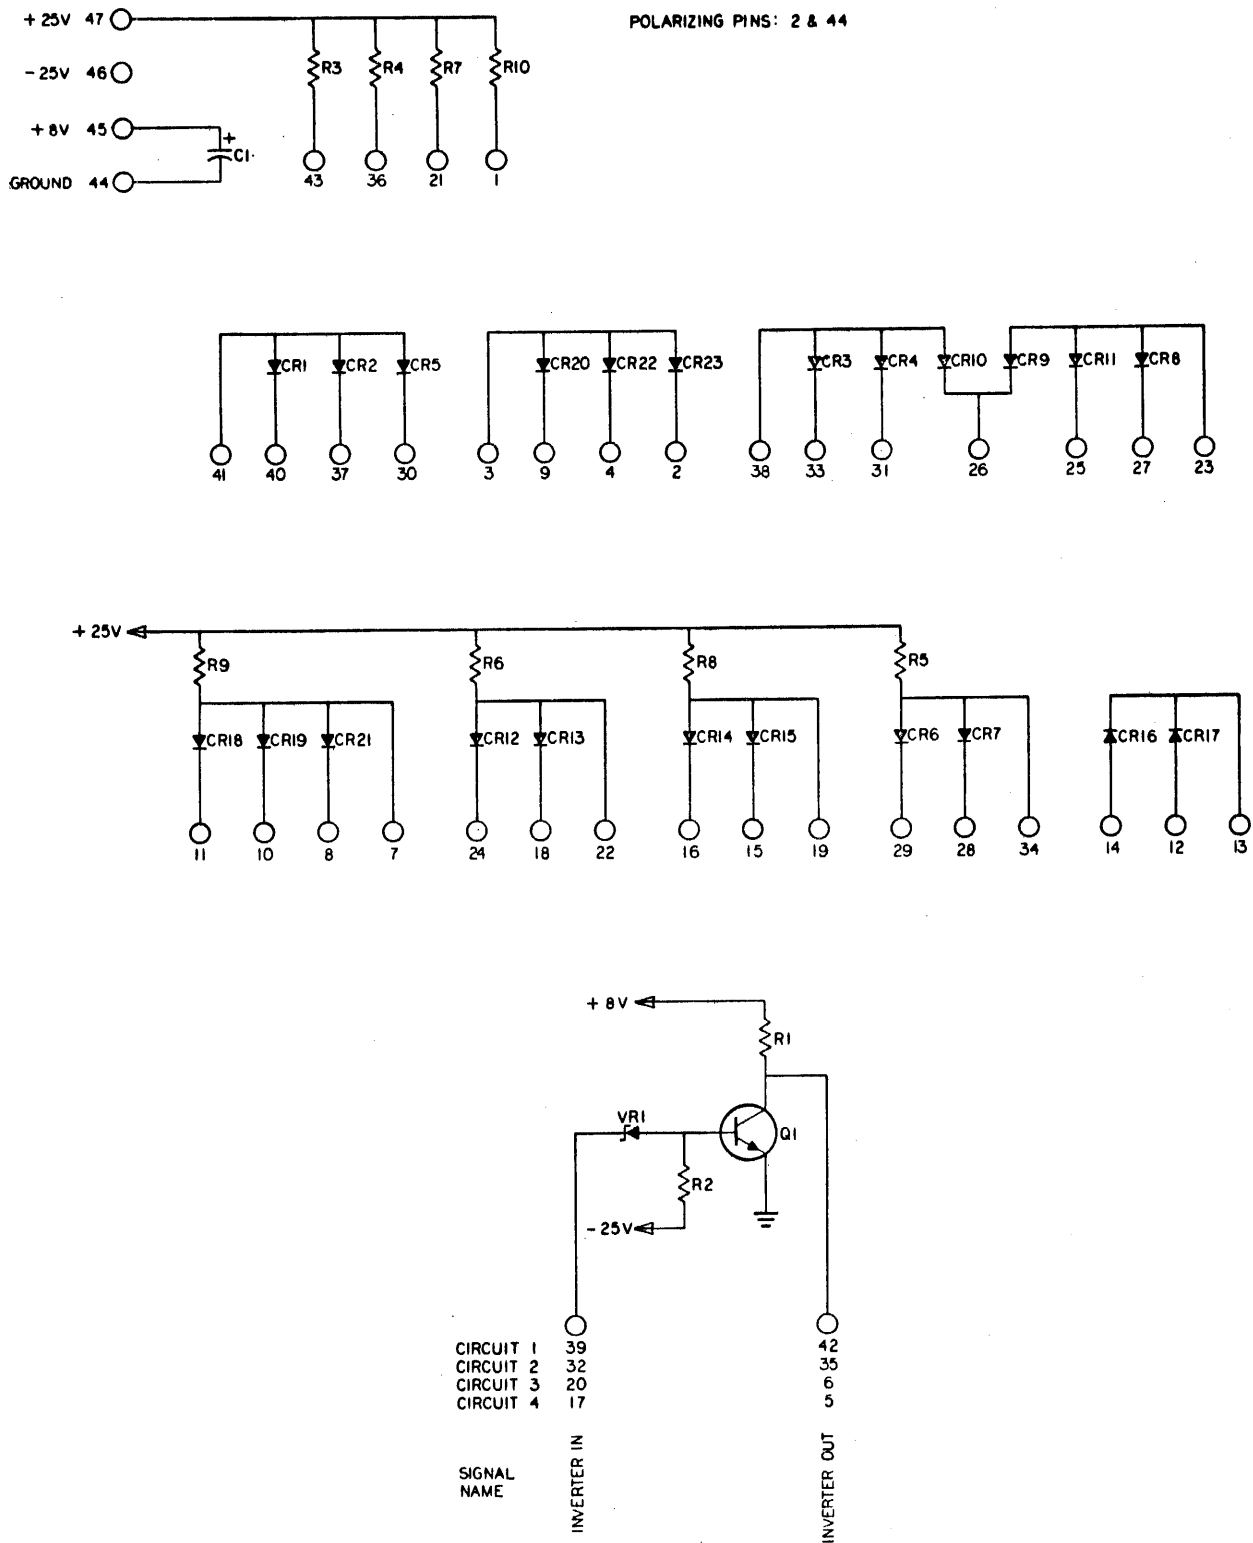 + 25V 47
POLARIZING PINS: 2 & 44
R3 R4 R7 R10
- 25V 46
+ 8V 45
+
C1
GROUND 44
43 36 21 1
CR1 CR2 CR5 CR20 CR22 CR23 CR3 CR4 CR10 CR9 CR11 CR8
41 40 37 30 3 9 4 2 38 33 31 26 25 27 23
+ 25V
R9 R6 R8 R5
CR18 CR19 CR21 CR12 CR13 CR14 CR15 CR6 CR7 CR16 CR17
11 10 8 7 24 18 22 16 15 19 29 28 34 14 12 13
+ 8V
R1
VR1
Q1
R2
- 25V
CIRCUIT 1 39 42
CIRCUIT 2 32 35
CIRCUIT 3 20 6
CIRCUIT 4 17 5
SIGNAL
NAME
INVERTER IN
INVERTER OUT